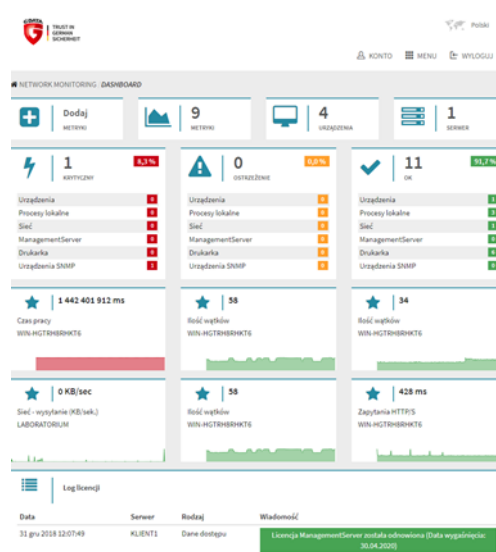 G DATA
TRUST IN
GERMAN
SICHERHEIT
Polski
KONTO MENU WYLOGUJ
NETWORK MONITORING / DASHBOARD
Dodaj
METRYKI
9
METRYKI
4
URZĄDZENIA
1
SERWER
1
KRYTYCZNY
8,3 %
Urządzenia 0
Procesy lokalne 0
Sieć 0
ManagementServer 0
Drukarka 0
Urządzenia SNMP 1
0
OSTRZEŻENIE
0,0 %
Urządzenia 0
Procesy lokalne 0
Sieć 0
ManagementServer 0
Drukarka 0
Urządzenia SNMP 0
11
OK
91,7 %
Urządzenia
Procesy lokalne
Sieć
ManagementServer
Drukarka
Urządzenia SNMP
1 442 401 912 ms
Czas pracy
WIN-HGTRH8RHKT6
58
Ilość wątków
WIN-HGTRH8RHKT6
34
Ilość wątków
WIN-HGTRH8RHKT6
0 KB/sec
Sieć - wysyłanie (KB/sek.)
LABORATORIUM
58
Ilość wątków
WIN-HGTRH8RHKT6
428 ms
Zapytania HTTP/S
WIN-HGTRH8RHKT6
Log licencji
Data Serwer Rodzaj Wiadomość
31 gru 2018 12:07:49 KLIENT1 Dane dostępu Licencja ManagementServer została odnowiona (Data wygaśnięcia:
30.04.2020)